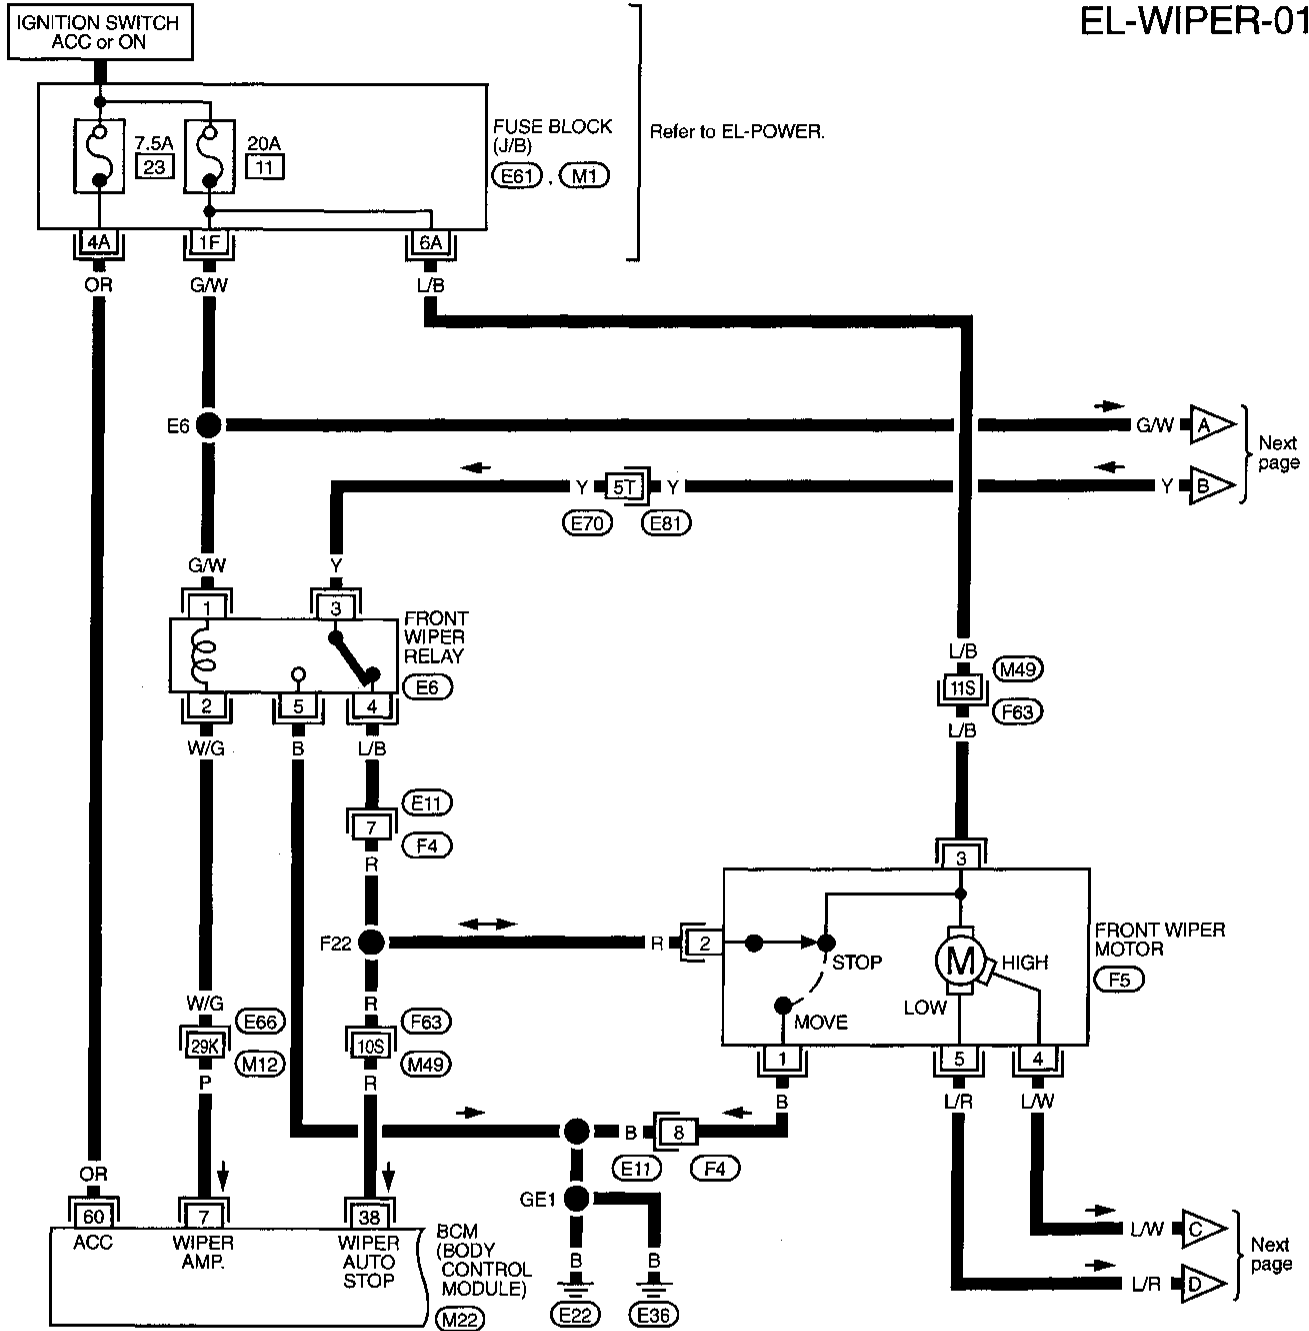 EL-WIPER-01
IGNITION SWITCH
ACC or ON
7.5A
23
20A
11
FUSE BLOCK
(J/B)
E61 , M1
Refer to EL-POWER.
4A
1F
6A
OR
G/W
L/B
E6
G/W
A
Next
page
Y
5T
Y
Y
B
E70
E81
G/W
Y
1
3
FRONT
WIPER
RELAY
E6
2
5
4
W/G
B
L/B
L/B
M49
11S
F63
L/B
E11
7
F4
R
3
F22
R
2
STOP
M
HIGH
LOW
MOVE
FRONT WIPER
MOTOR
F5
W/G
E66
29K
M12
P
R
F63
10S
M49
R
1
5
4
B
L/R
L/W
B
8
E11
F4
OR
GE1
60
7
38
ACC
WIPER
AMP.
WIPER
AUTO
STOP
BCM
(BODY
CONTROL
MODULE)
M22
B
B
E22
E36
L/W
C
L/R
D
Next
page